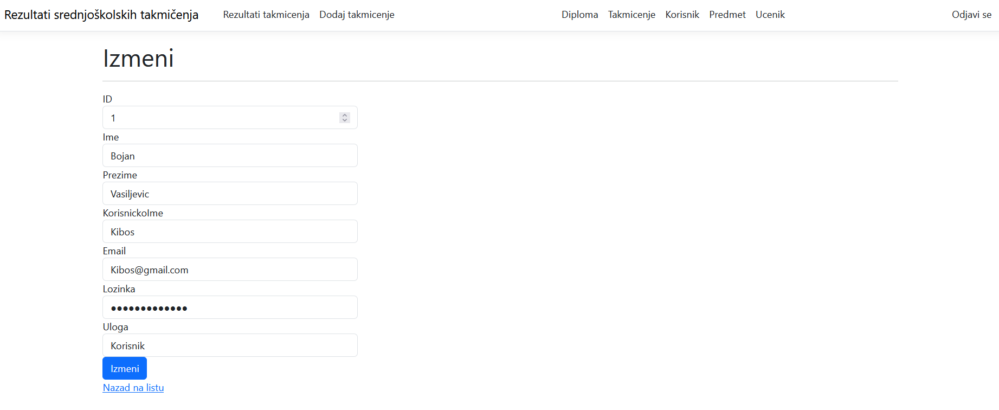 Rezultati srednjoškolskih takmičenja Rezultati takmicenja Dodaj takmicenje Diploma Takmicenje Korisnik Predmet Ucenik Odjavi se
Izmeni
ID
1
Ime
Bojan
Prezime
Vasiljevic
KorisnickoIme
Kibos
Email
Kibos@gmail.com
Lozinka
●●●●●●●●●●●●●
Uloga
Korisnik
Izmeni
Nazad na listu